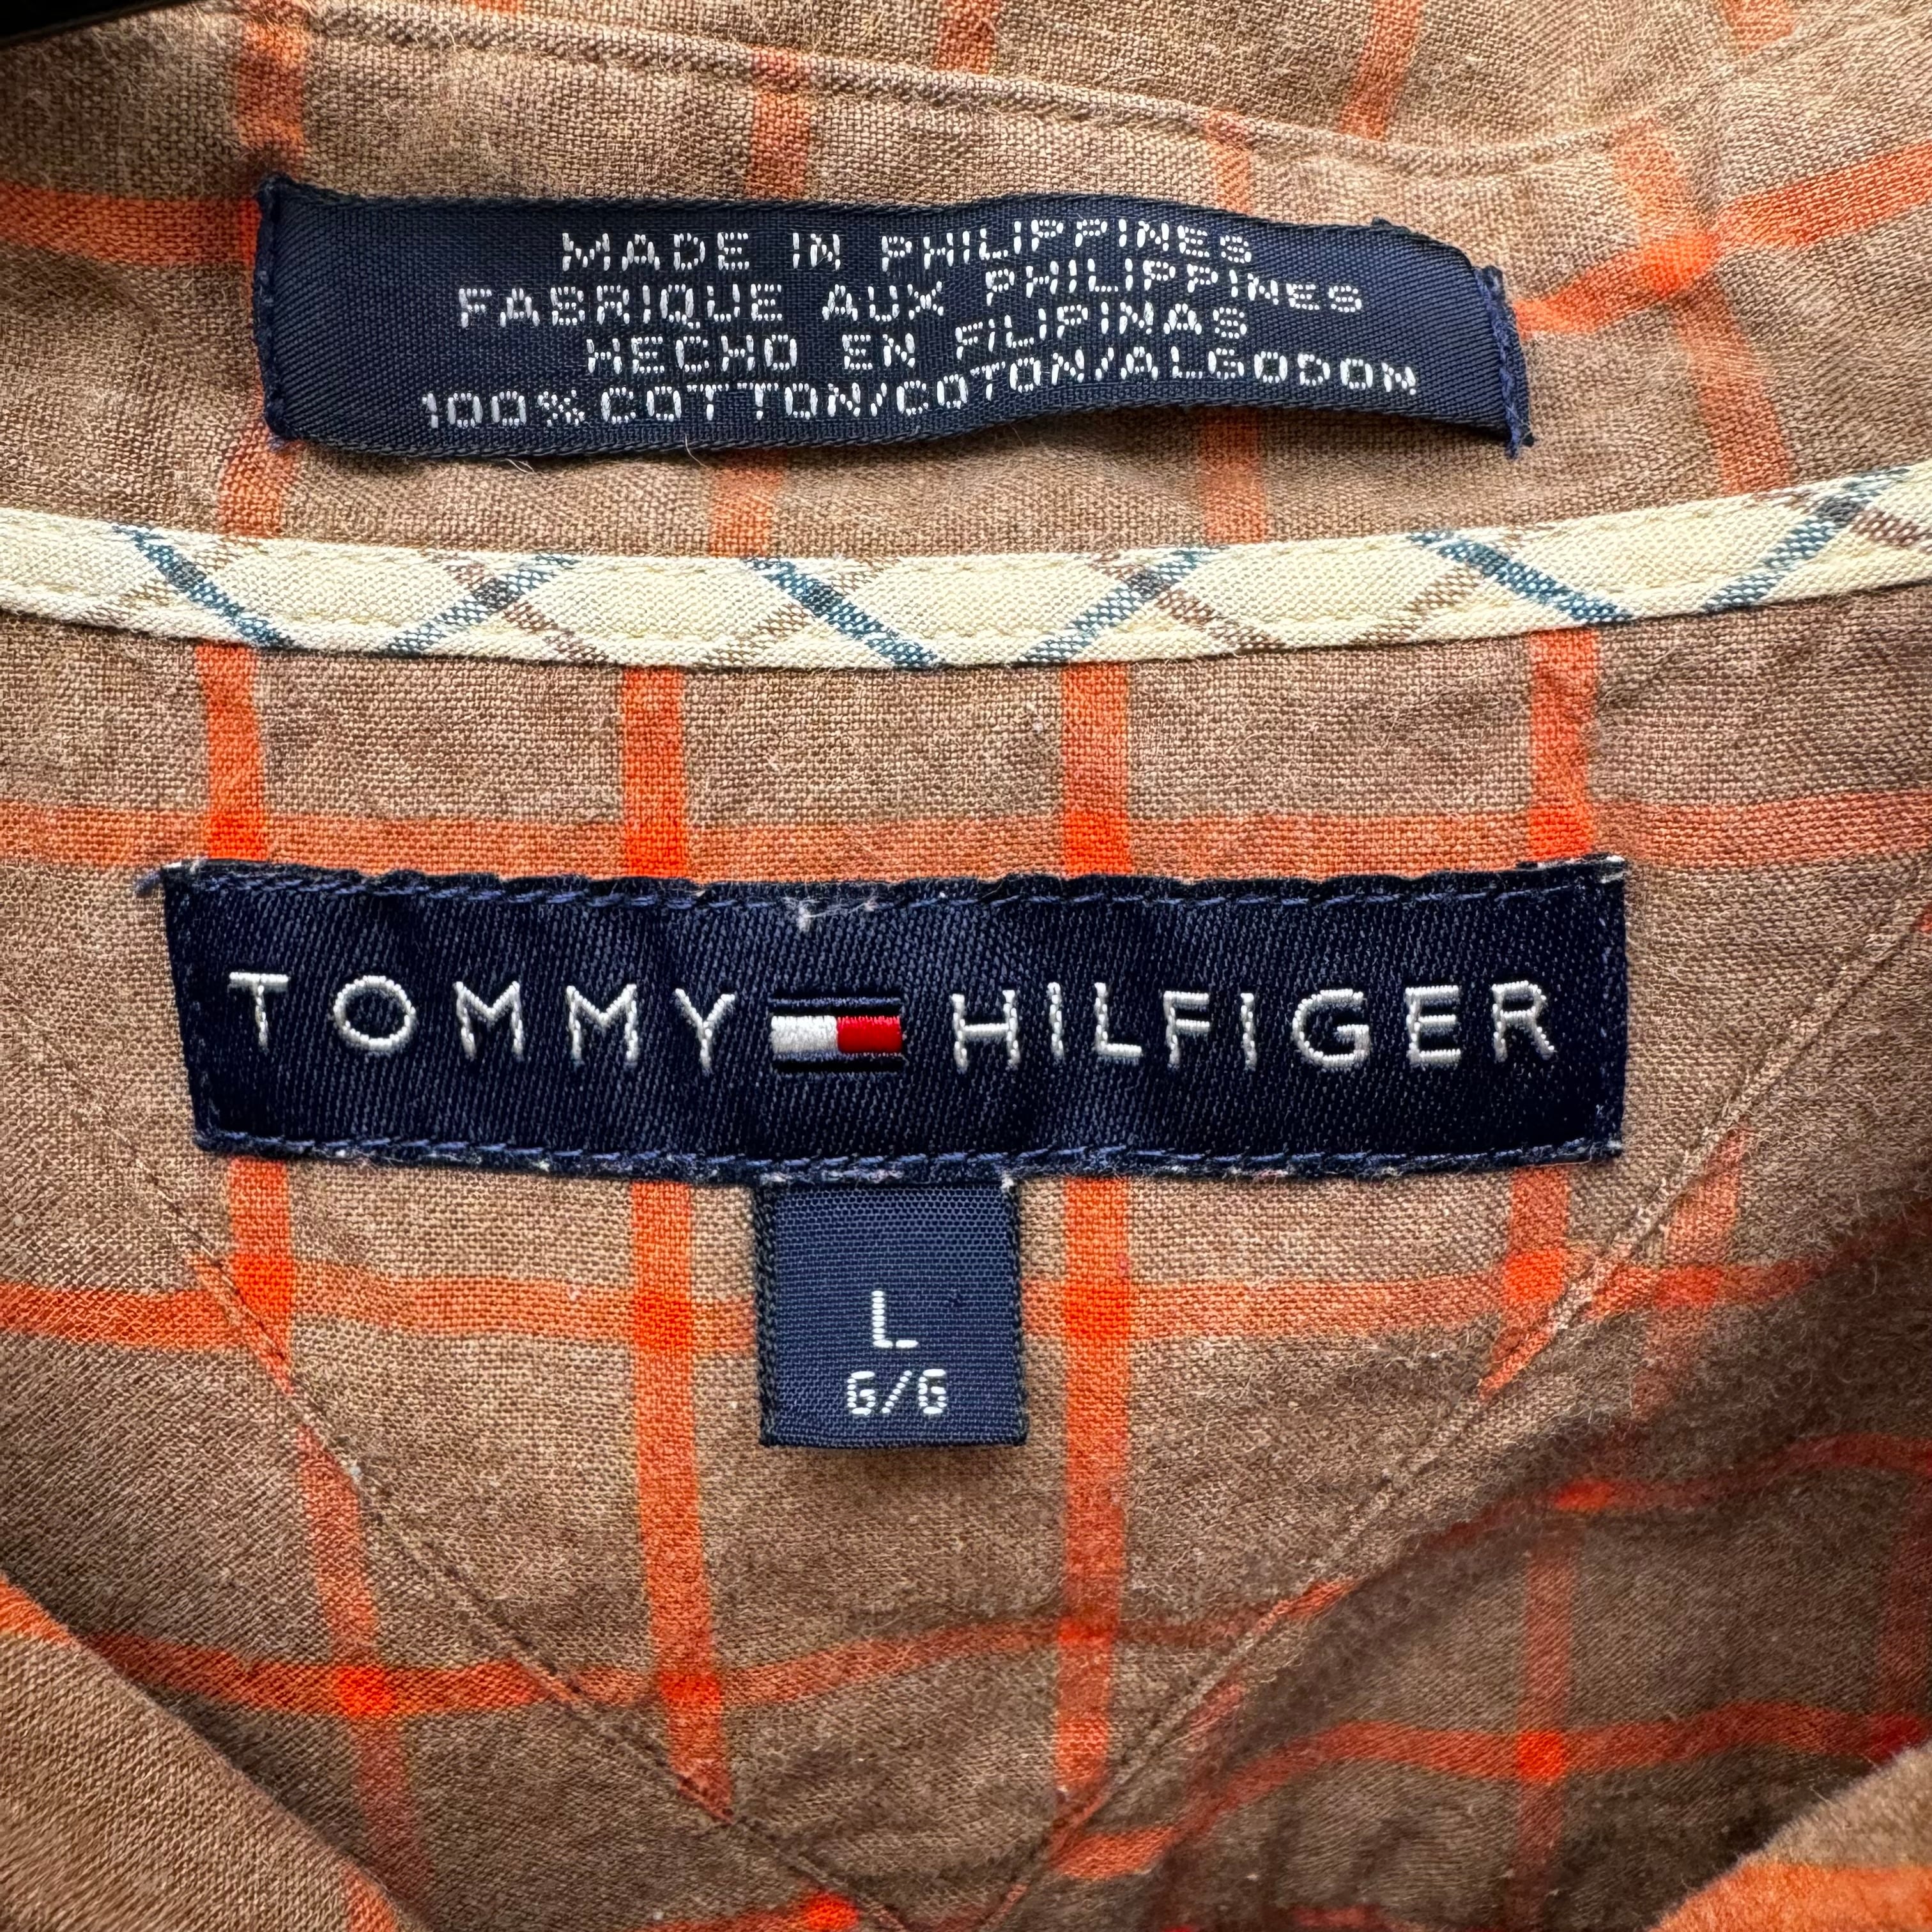 MADE IN PHILIPPINES
FABRIQUE AUX PHILIPPINES
HECHO EN FILIPINAS
100% COTTON/COTON/ALGODON
TOMMY HILFIGER
L
G/G